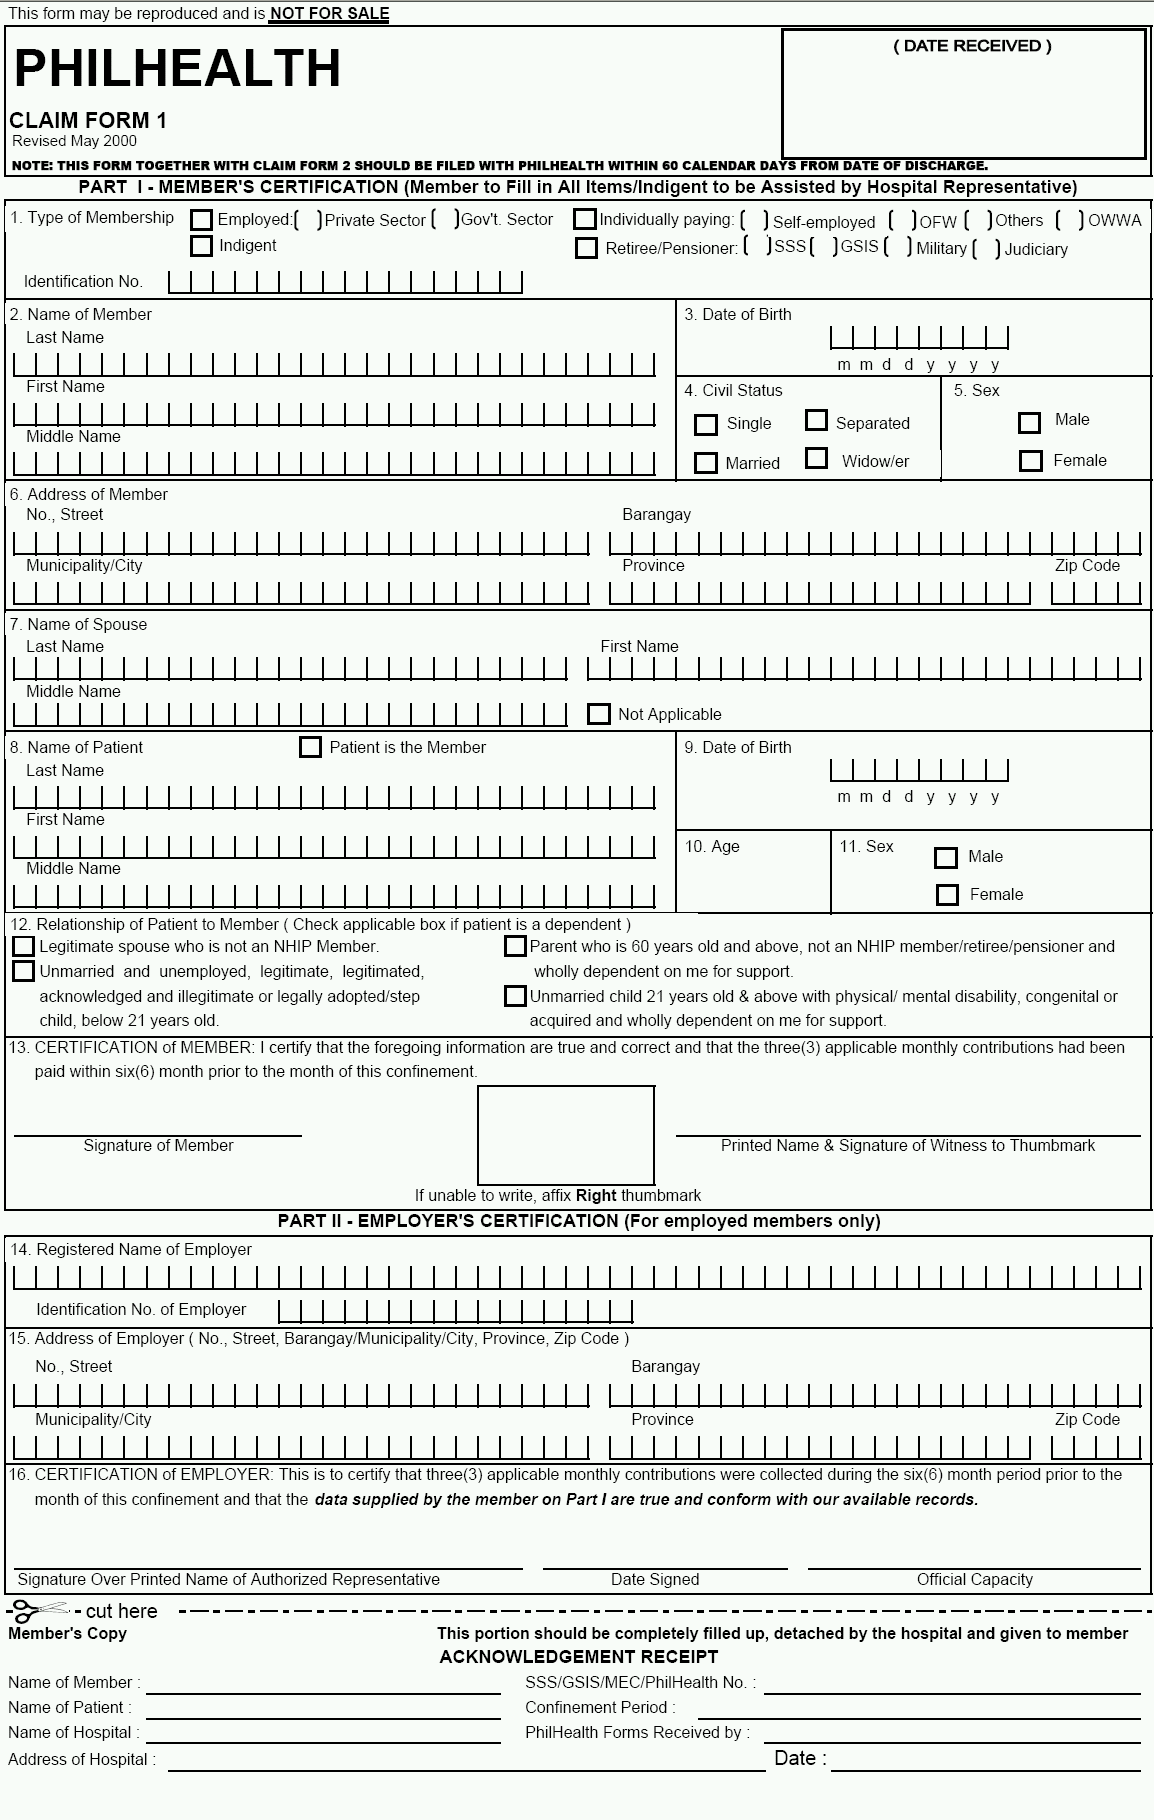 This form may be reproduced and is NOT FOR SALE
( DATE RECEIVED )
PHILHEALTH
CLAIM FORM 1
Revised May 2000
NOTE: THIS FORM TOGETHER WITH CLAIM FORM 2 SHOULD BE FILED WITH PHILHEALTH WITHIN 60 CALENDAR DAYS FROM DATE OF DISCHARGE.
PART I - MEMBER'S CERTIFICATION (Member to Fill in All Items/Indigent to be Assisted by Hospital Representative)
1. Type of Membership Employed:( ) Private Sector ( )Gov't. Sector Individually paying: ( ) Self-employed ( )OFW ( )Others ( )OWWA
Indigent Retiree/Pensioner: ( )SSS( )GSIS( )Military( )Judiciary
Identification No.
2. Name of Member 3. Date of Birth
Last Name
m m d d y y y y
First Name 4. Civil Status 5. Sex
Single Separated Male
Middle Name
Married Widow/er Female
6. Address of Member
No., Street Barangay
Municipality/City Province Zip Code
7. Name of Spouse
Last Name First Name
Middle Name
Not Applicable
8. Name of Patient Patient is the Member 9. Date of Birth
Last Name
m m d d y y y y
First Name
10. Age 11. Sex Male
Middle Name
Female
12. Relationship of Patient to Member ( Check applicable box if patient is a dependent )
Legitimate spouse who is not an NHIP Member. Parent who is 60 years old and above, not an NHIP member/retiree/pensioner and
Unmarried and unemployed, legitimate, legitimated, wholly dependent on me for support.
acknowledged and illegitimate or legally adopted/step Unmarried child 21 years old & above with physical/ mental disability, congenital or
child, below 21 years old. acquired and wholly dependent on me for support.
13. CERTIFICATION of MEMBER: I certify that the foregoing information are true and correct and that the three(3) applicable monthly contributions had been
paid within six(6) month prior to the month of this confinement.
Signature of Member Printed Name & Signature of Witness to Thumbmark
If unable to write, affix Right thumbmark
PART II - EMPLOYER'S CERTIFICATION (For employed members only)
14. Registered Name of Employer
Identification No. of Employer
15. Address of Employer ( No., Street, Barangay/Municipality/City, Province, Zip Code )
No., Street Barangay
Municipality/City Province Zip Code
16. CERTIFICATION of EMPLOYER: This is to certify that three(3) applicable monthly contributions were collected during the six(6) month period prior to the
month of this confinement and that the data supplied by the member on Part I are true and conform with our available records.
Signature Over Printed Name of Authorized Representative Date Signed Official Capacity
cut here
Member's Copy This portion should be completely filled up, detached by the hospital and given to member
ACKNOWLEDGEMENT RECEIPT
Name of Member : SSS/GSIS/MEC/PhilHealth No. :
Name of Patient : Confinement Period :
Name of Hospital : PhilHealth Forms Received by :
Address of Hospital : Date :